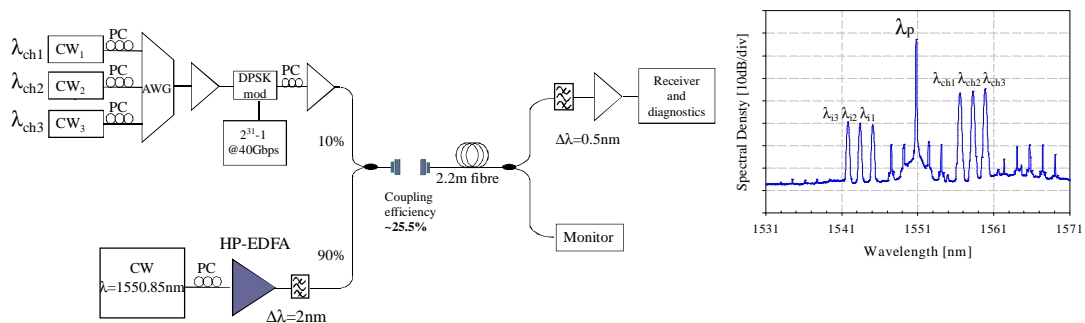 λch1
CW1
PC
λch2
CW2
PC
λch3
CW3
PC
AWG
DPSK
mod
PC
2^31-1
@40Gbps
10%
Coupling
efficiency
~25.5%
2.2m fibre
Δλ=0.5nm
Receiver
and
diagnostics
Monitor
HP-EDFA
90%
CW
λ=1550.85nm
PC
Δλ=2nm
Spectral Densty [10dB/div]
λp
λch1 λch2 λch3
λi3 λi2 λi1
1531 1541 1551 1561 1571
Wavelength [nm]